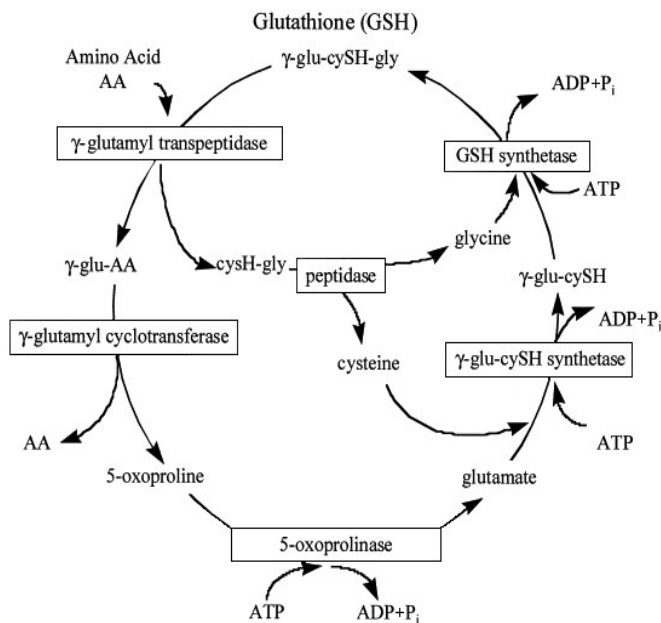 Glutathione (GSH)
Amino Acid
AA
γ-glu-cySH-gly
ADP+Pi
γ-glutamyl transpeptidase
GSH synthetase
ATP
glycine
γ-glu-AA
cysH-gly
peptidase
γ-glu-cySH
ADP+Pi
γ-glutamyl cyclotransferase
cysteine
γ-glu-cySH synthetase
AA
ATP
5-oxoproline
glutamate
5-oxoprolinase
ATP
ADP+Pi